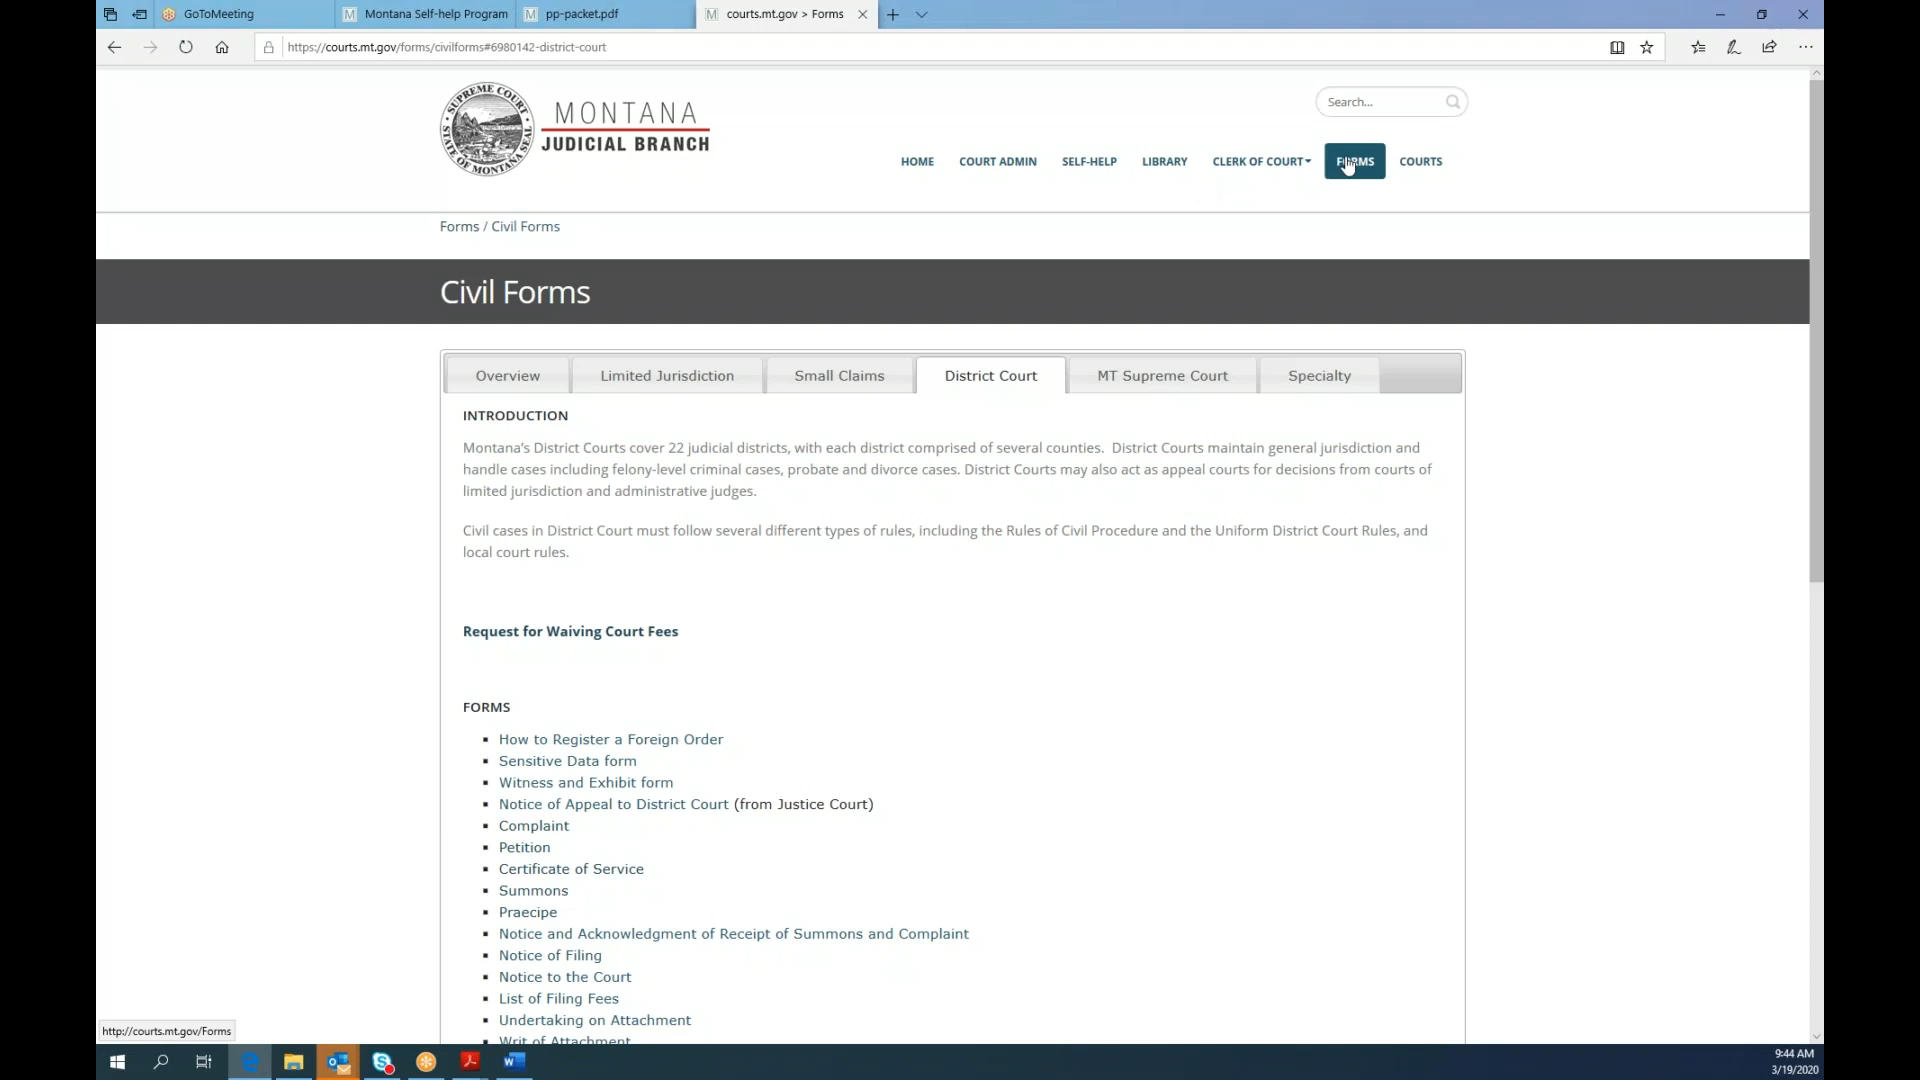 GoToMeeting
Montana Self-help Program
pp-packet.pdf
courts.mt.gov > Forms
https://courts.mt.gov/forms/civilforms#6980142-district-court
SUPREME COURT
STATE OF MONTANA SEAL
MONTANA
JUDICIAL BRANCH
Search...
HOME COURT ADMIN SELF-HELP LIBRARY CLERK OF COURT FORMS COURTS
Forms / Civil Forms
Civil Forms
Overview Limited Jurisdiction Small Claims District Court MT Supreme Court Specialty
INTRODUCTION
Montana's District Courts cover 22 judicial districts, with each district comprised of several counties. District Courts maintain general jurisdiction and
handle cases including felony-level criminal cases, probate and divorce cases. District Courts may also act as appeal courts for decisions from courts of
limited jurisdiction and administrative judges.
Civil cases in District Court must follow several different types of rules, including the Rules of Civil Procedure and the Uniform District Court Rules, and
local court rules.
Request for Waiving Court Fees
FORMS
▪ How to Register a Foreign Order
▪ Sensitive Data form
▪ Witness and Exhibit form
▪ Notice of Appeal to District Court (from Justice Court)
▪ Complaint
▪ Petition
▪ Certificate of Service
▪ Summons
▪ Praecipe
▪ Notice and Acknowledgment of Receipt of Summons and Complaint
▪ Notice of Filing
▪ Notice to the Court
▪ List of Filing Fees
▪ Undertaking on Attachment
▪ Writ of Attachment
http://courts.mt.gov/Forms
9:44 AM
3/19/2020